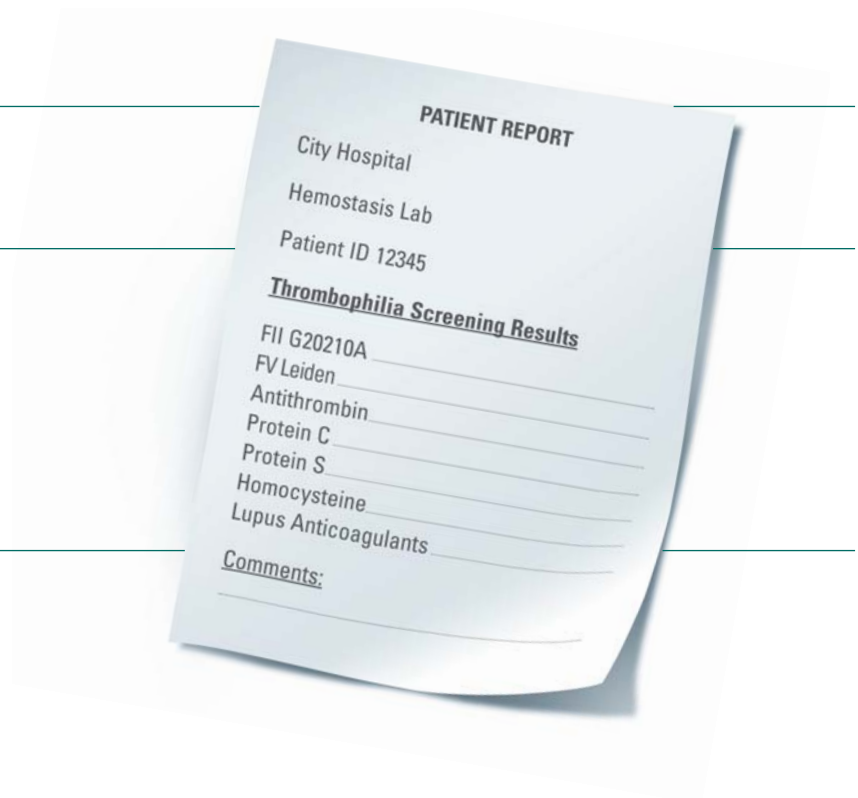 PATIENT REPORT
City Hospital
Hemostasis Lab
Patient ID 12345
Thrombophilia Screening Results
FII G20210A
FV Leiden
Antithrombin
Protein C
Protein S
Homocysteine
Lupus Anticoagulants
Comments: